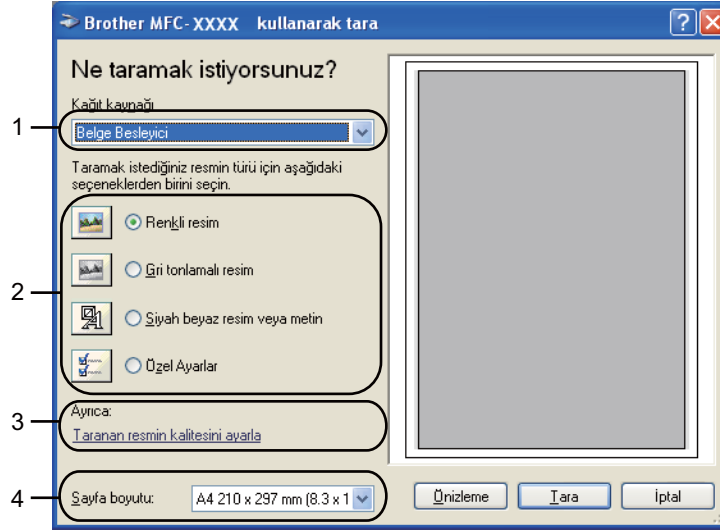 Brother MFC-XXXX kullanarak tara
Ne taramak istiyorsunuz?
Kağıt kaynağı
1
Belge Besleyici
Taramak istediğiniz resmin türü için aşağıdaki
seçeneklerden birini seçin.
2
Renkli resim
Gri tonlamalı resim
Siyah beyaz resim veya metin
Özel Ayarlar
3
Ayrıca:
Taranan resmin kalitesini ayarla
4
Sayfa boyutu:
A4 210 x 297 mm (8.3 x 1
Önizleme
Tara
İptal